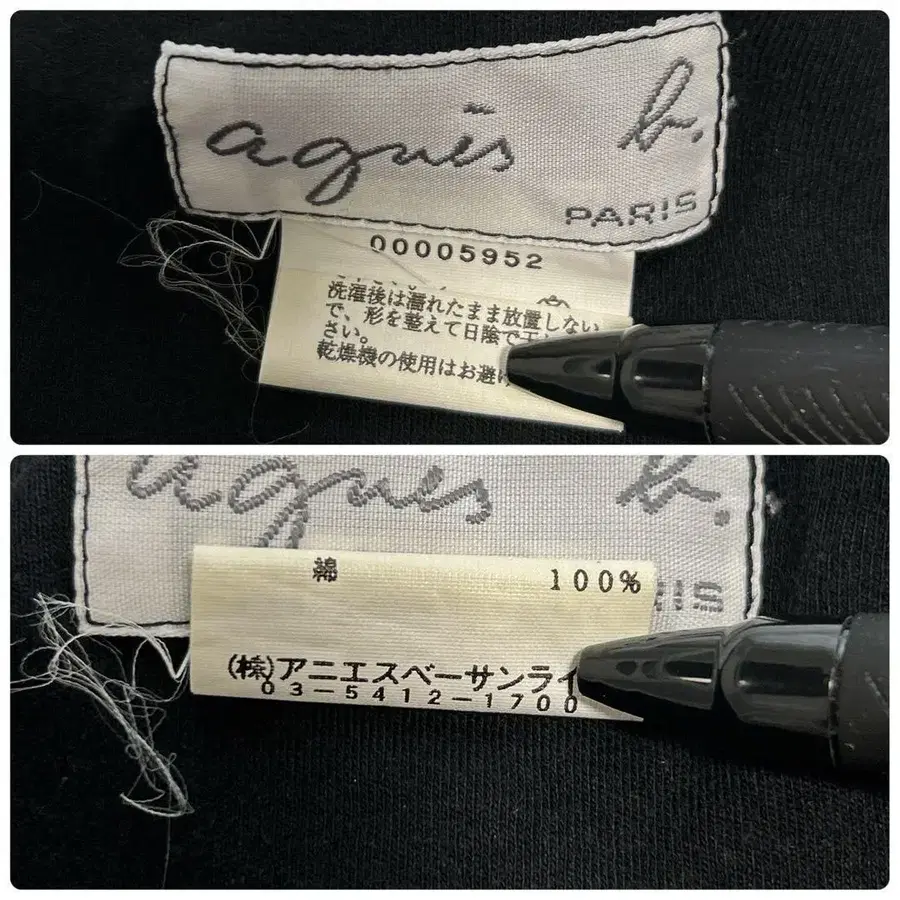 agnès b.
PARIS
00005952
洗濯後は濡れたまま放置しない
で、形を整えて日陰で
さい。
乾燥機の使用はお避
agnès b.
RIS
綿 100%
(株)アニエスベーサンライ
03-5412-1700